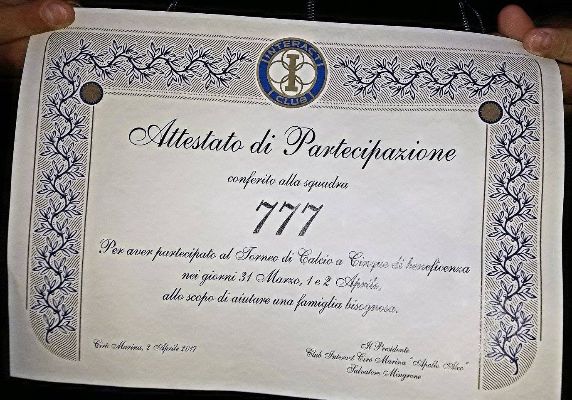 INTERACT
I
CLUB
Attestato di Partecipazione
conferito alla squadra
777
Per aver partecipato al Torneo di Calcio a Cinque di beneficenza
nei giorni 31 Marzo, 1 e 2 Aprile,
allo scopo di aiutare una famiglia bisognosa.
Cirò Marina, 2 Aprile 2017
Il Presidente
Club Interact Cirò Marina "Apollo Aleo"
Salvatore Mingrone